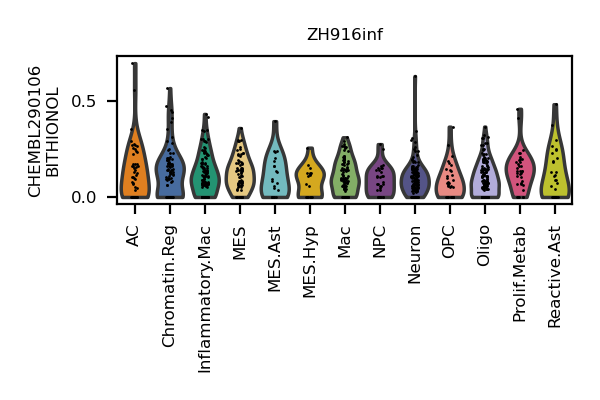 ZH916inf
CHEMBL290106
BITHIONOL
0.5
0.0
AC
Chromatin.Reg
Inflammatory.Mac
MES
MES.Ast
MES.Hyp
Mac
NPC
Neuron
OPC
Oligo
Prolif.Metab
Reactive.Ast